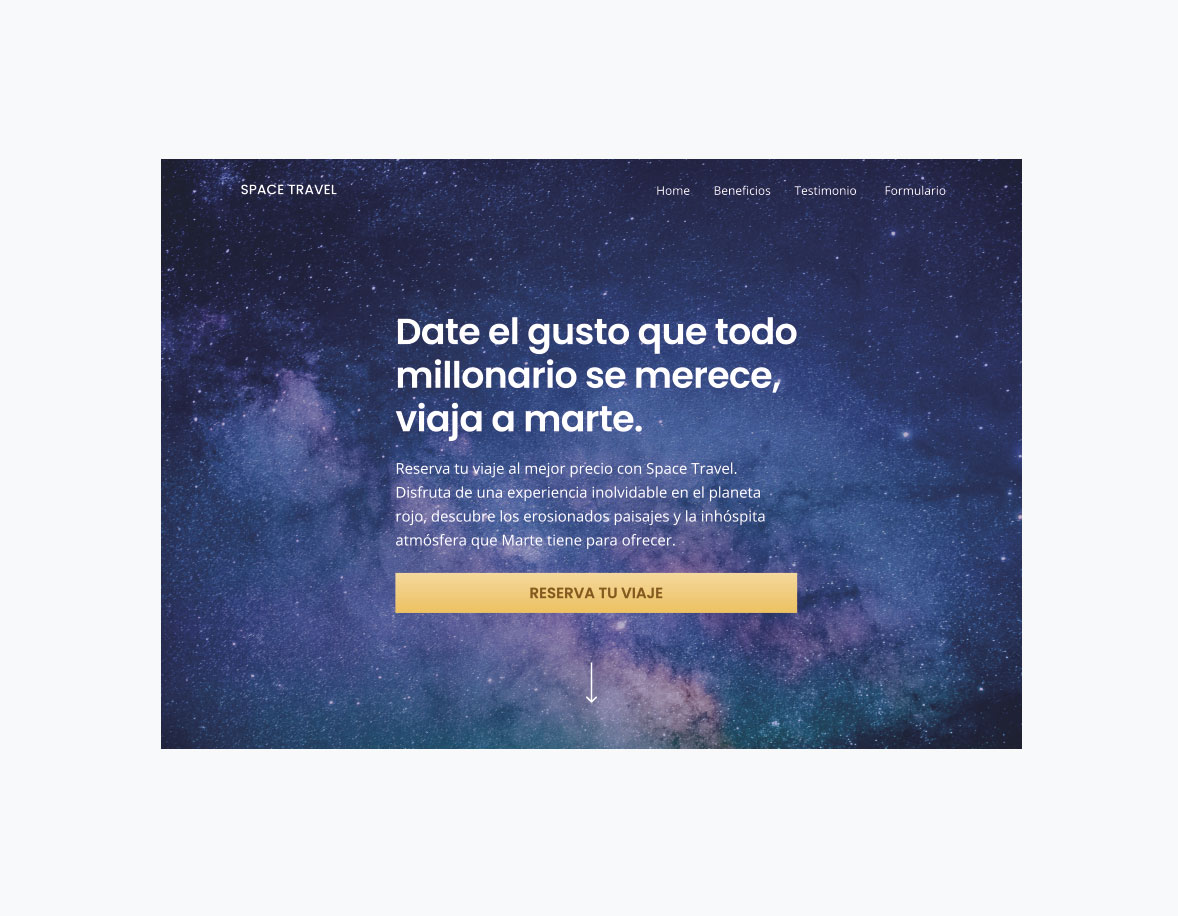 SPACE TRAVEL
Home Beneficios Testimonio Formulario
Date el gusto que todo
millonario se merece,
viaja a marte.
Reserva tu viaje al mejor precio con Space Travel.
Disfruta de una experiencia inolvidable en el planeta
rojo, descubre los erosionados paisajes y la inhóspita
atmósfera que Marte tiene para ofrecer.
RESERVA TU VIAJE